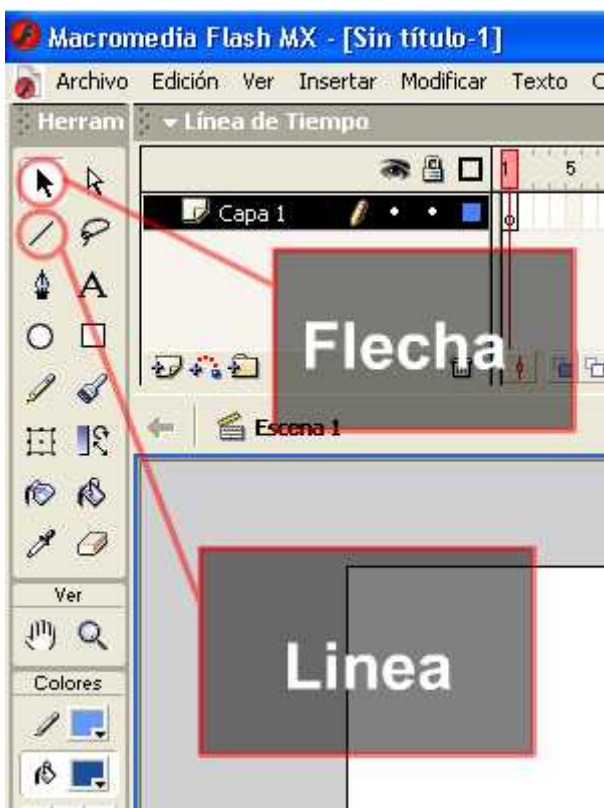 Macromedia Flash MX - [Sin título-1]
Archivo Edición Ver Insertar Modificar Texto
Herram Línea de Tiempo
1 5
Capa 1
Flecha
Escena 1
Linea
Ver
Colores